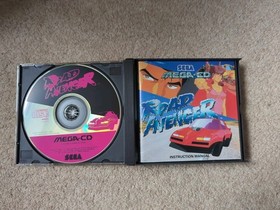 ROAD
AVENGER
MEGA-CD
SEGA
SEGA
MEGA-CD
ROAD
AVENGER
INSTRUCTION MANUAL